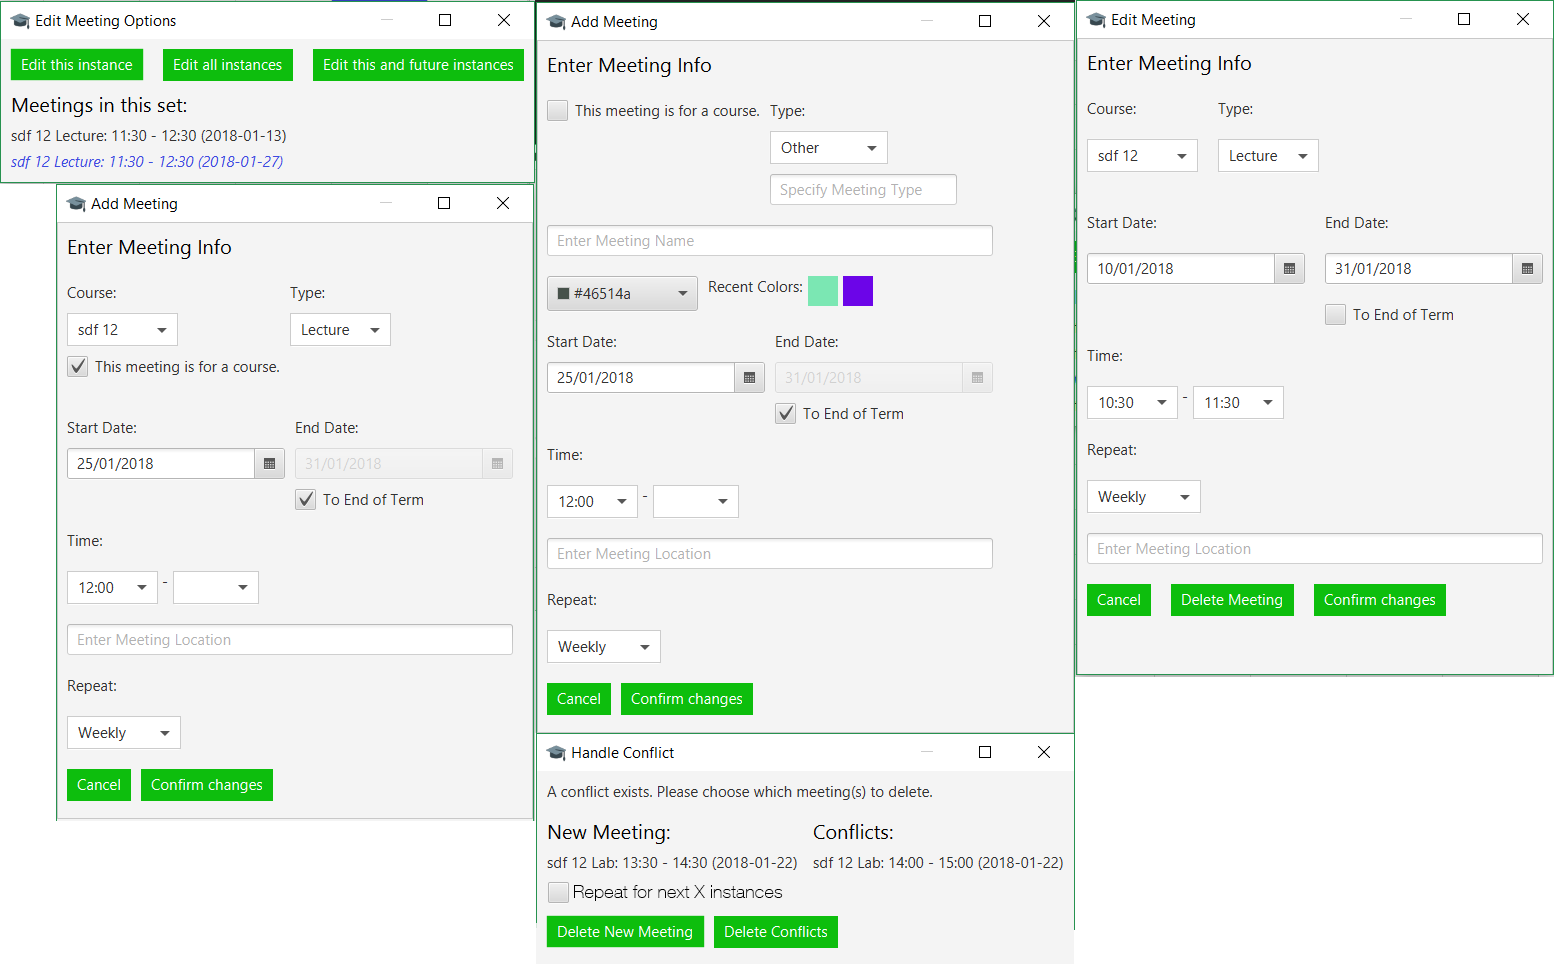 Edit Meeting Options
Edit this instance Edit all instances Edit this and future instances
Meetings in this set:
sdf 12 Lecture: 11:30 - 12:30 (2018-01-13)
sdf 12 Lecture: 11:30 - 12:30 (2018-01-27)
Add Meeting
Enter Meeting Info
Course: Type:
sdf 12 Lecture
This meeting is for a course.
Start Date: End Date:
25/01/2018 31/01/2018
To End of Term
Time:
12:00 -
Enter Meeting Location
Repeat:
Weekly
Cancel Confirm changes
Add Meeting
Enter Meeting Info
This meeting is for a course. Type:
Other
Specify Meeting Type
Enter Meeting Name
#46514a Recent Colors:
Start Date: End Date:
25/01/2018 31/01/2018
To End of Term
Time:
12:00 -
Enter Meeting Location
Repeat:
Weekly
Cancel Confirm changes
Handle Conflict
A conflict exists. Please choose which meeting(s) to delete.
New Meeting: Conflicts:
sdf 12 Lab: 13:30 - 14:30 (2018-01-22) sdf 12 Lab: 14:00 - 15:00 (2018-01-22)
Repeat for next X instances
Delete New Meeting Delete Conflicts
Edit Meeting
Enter Meeting Info
Course: Type:
sdf 12 Lecture
Start Date: End Date:
10/01/2018 31/01/2018
To End of Term
Time:
10:30 - 11:30
Repeat:
Weekly
Enter Meeting Location
Cancel Delete Meeting Confirm changes